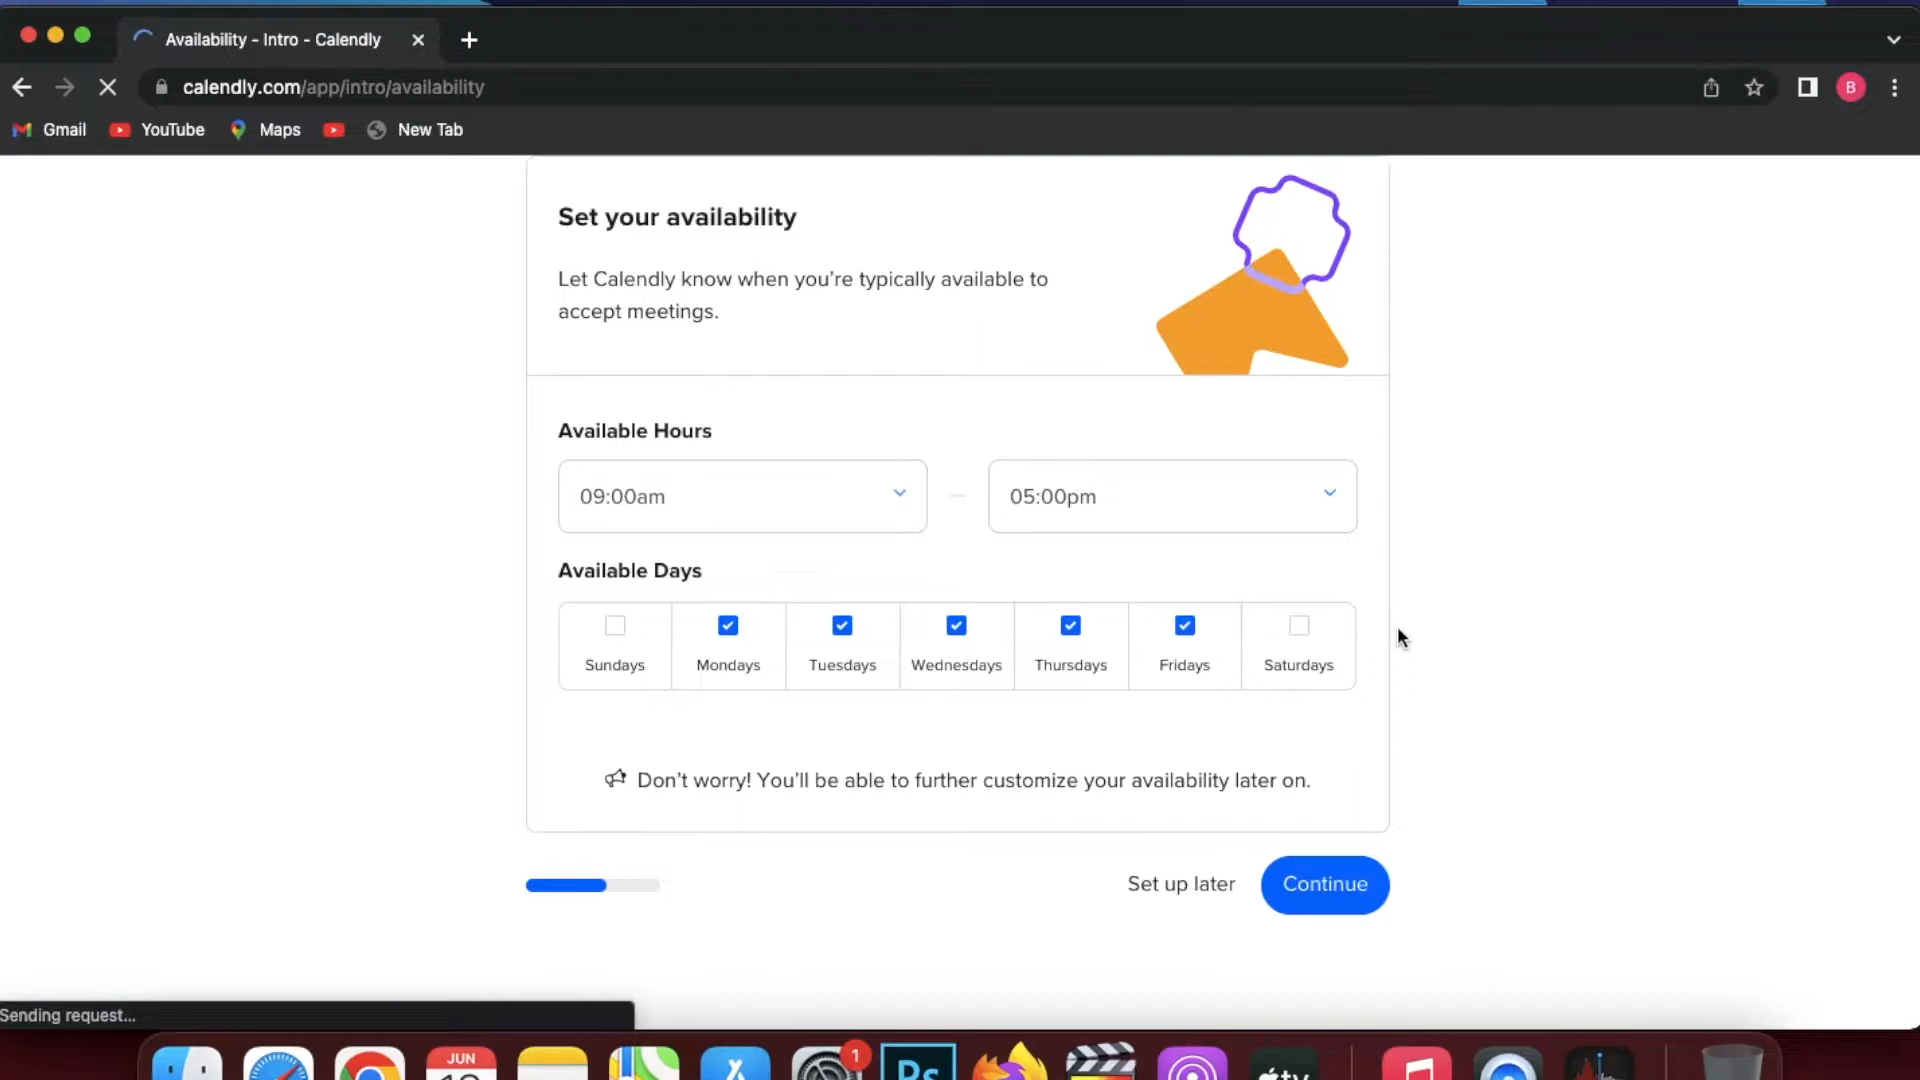 Availability - Intro - Calendly
calendly.com/app/intro/availability
B
Gmail
YouTube
Maps
New Tab
Set your availability
Let Calendly know when you're typically available to
accept meetings.
Available Hours
09:00am
05:00pm
Available Days
Sundays
Mondays
Tuesdays
Wednesdays
Thursdays
Fridays
Saturdays
Don't worry! You'll be able to further customize your availability later on.
Set up later
Continue
Sending request...
JUN
1
Ps
tv